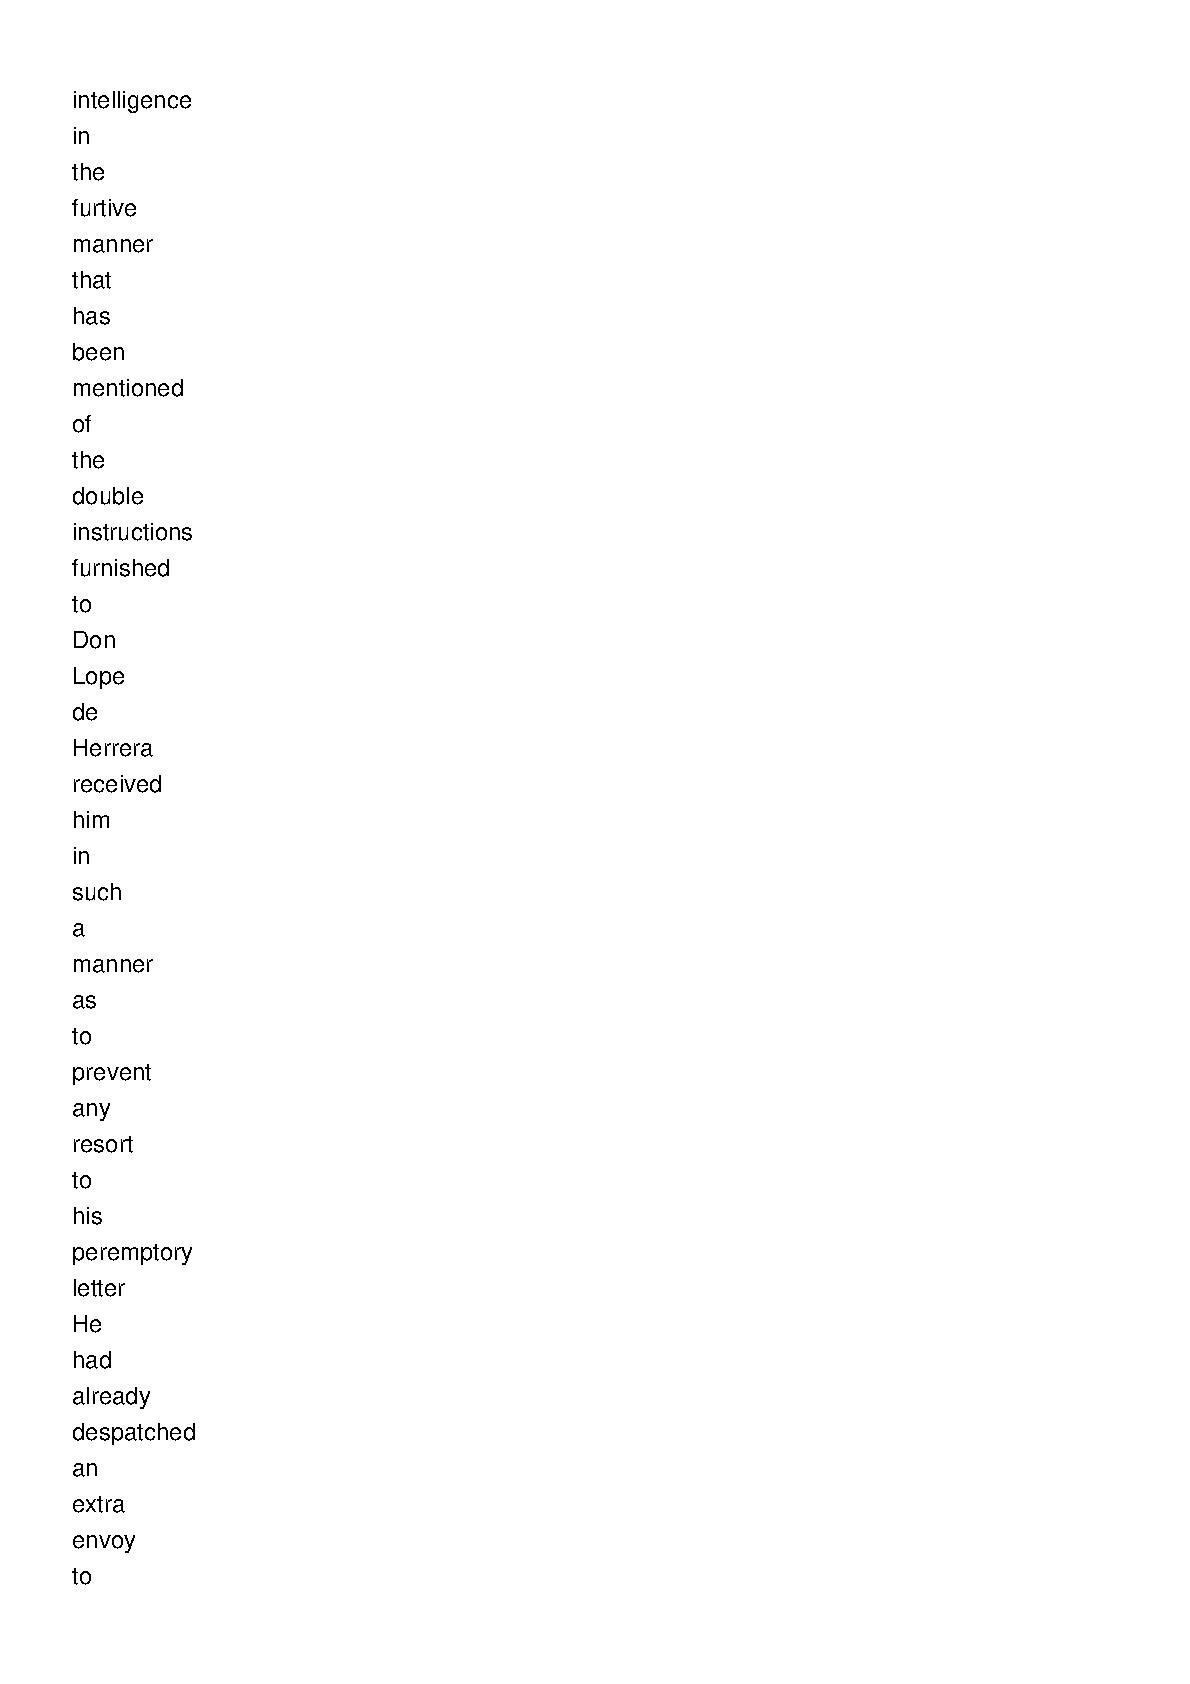 intelligence
in
the
furtive
manner
that
has
been
mentioned
of
the
double
instructions
furnished
to
Don
Lope
de
Herrera
received
him
in
such
a
manner
as
to
prevent
any
resort
to
his
peremptory
letter
He
had
already
despatched
an
extra
envoy
to